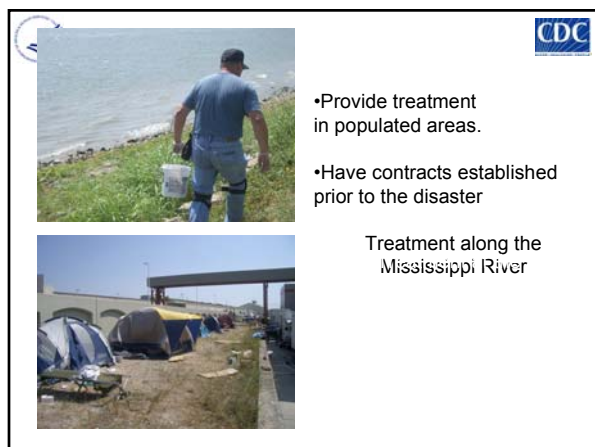 CDC
•Provide treatment
in populated areas.
•Have contracts established
prior to the disaster
Treatment along the
Mississippi River